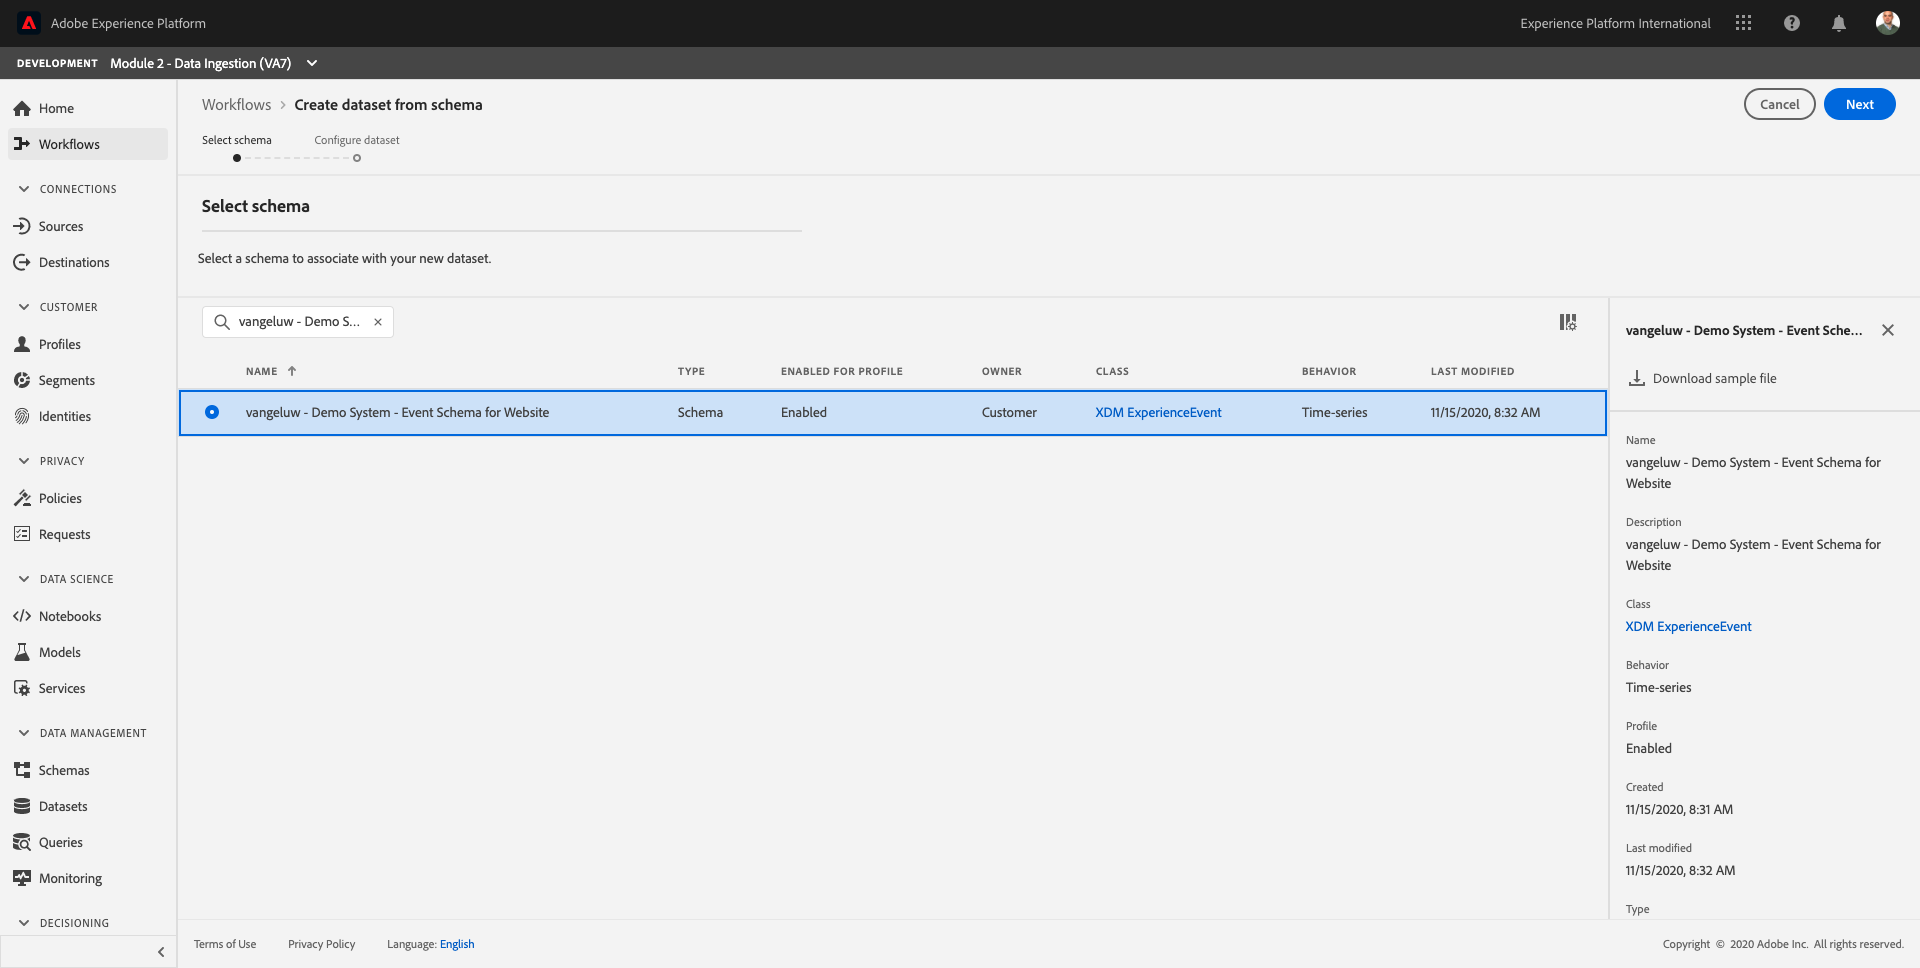 Adobe Experience Platform
Experience Platform International
DEVELOPMENT Module 2 - Data Ingestion (VA7)
Home
Workflows
CONNECTIONS
Sources
Destinations
CUSTOMER
Profiles
Segments
Identities
PRIVACY
Policies
Requests
DATA SCIENCE
Notebooks
Models
Services
DATA MANAGEMENT
Schemas
Datasets
Queries
Monitoring
DECISIONING
Workflows > Create dataset from schema
Cancel
Next
Select schema Configure dataset
Select schema
Select a schema to associate with your new dataset.
vangeluw - Demo S...
NAME TYPE ENABLED FOR PROFILE OWNER CLASS BEHAVIOR LAST MODIFIED
vangeluw - Demo System - Event Schema for Website Schema Enabled Customer XDM ExperienceEvent Time-series 11/15/2020, 8:32 AM
vangeluw - Demo System - Event Sche...
Download sample file
Name
vangeluw - Demo System - Event Schema for
Website
Description
vangeluw - Demo System - Event Schema for
Website
Class
XDM ExperienceEvent
Behavior
Time-series
Profile
Enabled
Created
11/15/2020, 8:31 AM
Last modified
11/15/2020, 8:32 AM
Type
Terms of Use Privacy Policy Language: English
Copyright © 2020 Adobe Inc. All rights reserved.